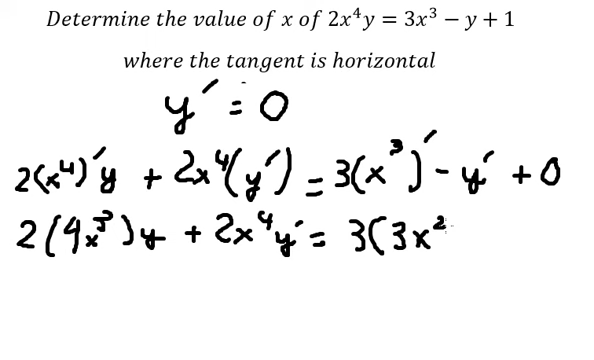 Determine the value of x of 2x⁴y = 3x³ − y + 1
where the tangent is horizontal
y′ = 0
2(x⁴)′y + 2x⁴(y′) = 3(x³)′ − y′ + 0
2(4x³)y + 2x⁴y′ = 3(3x²